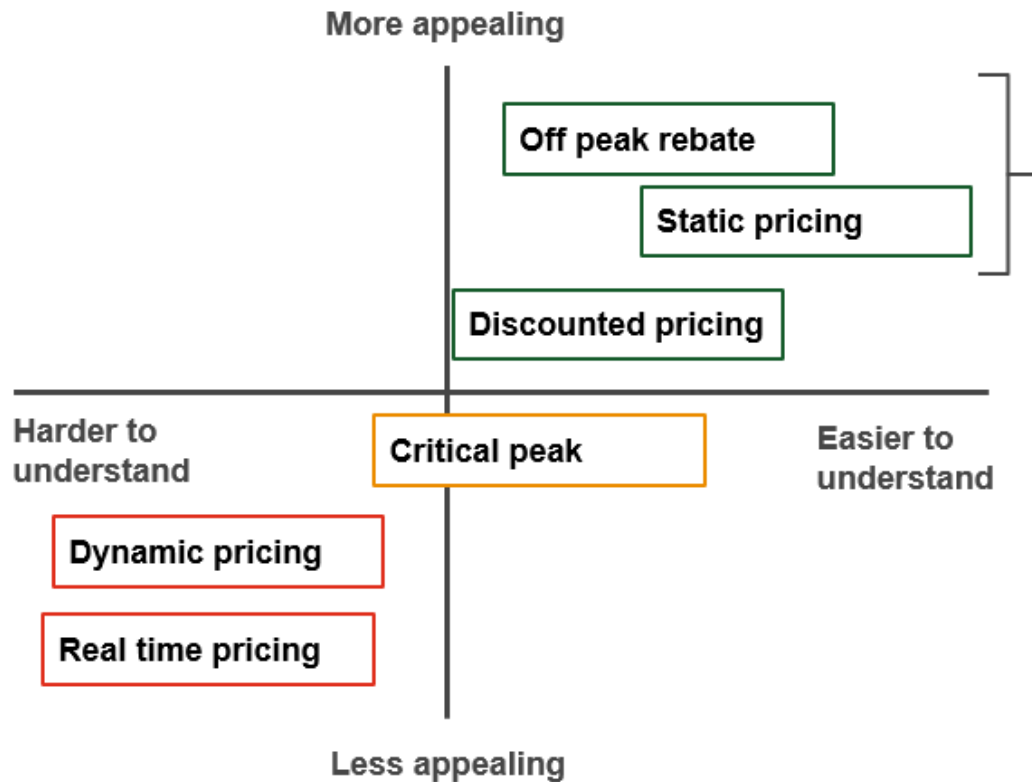 More appealing
Off peak rebate
Static pricing
Discounted pricing
Harder to
understand
Critical peak
Easier to
understand
Dynamic pricing
Real time pricing
Less appealing